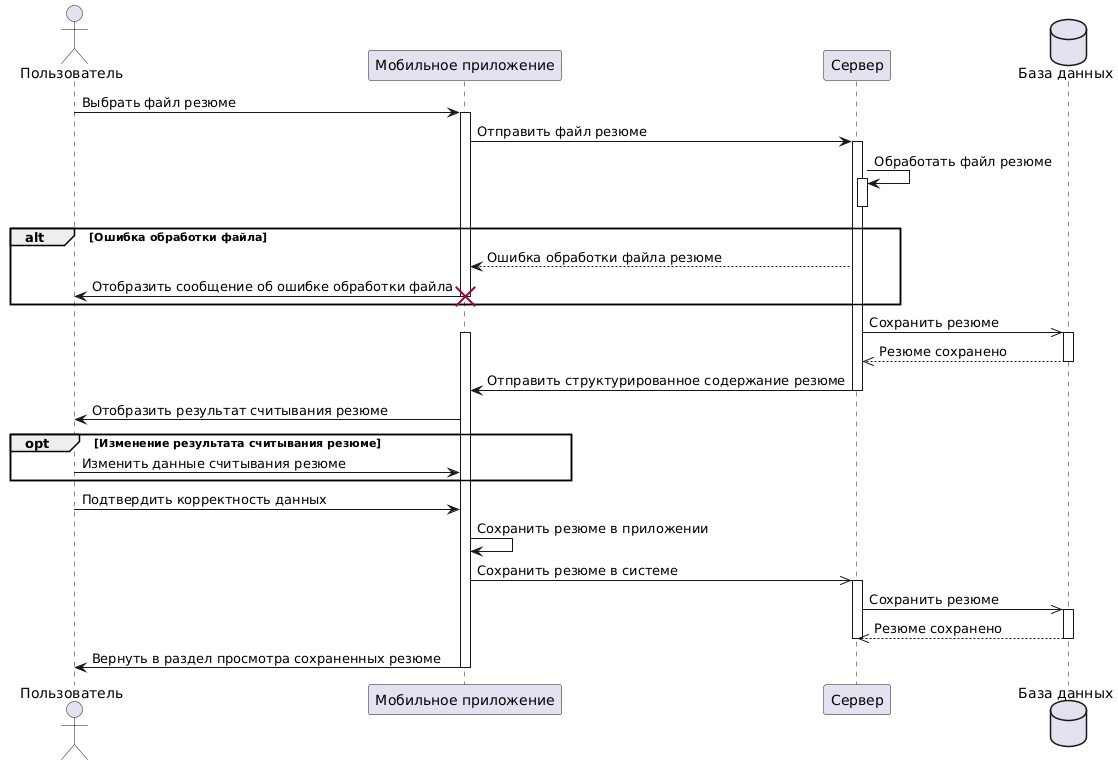 Пользователь
Мобильное приложение
Сервер
База данных
Выбрать файл резюме
Отправить файл резюме
Обработать файл резюме
alt
[Ошибка обработки файла]
Ошибка обработки файла резюме
Отобразить сообщение об ошибке обработки файла
Сохранить резюме
Резюме сохранено
Отправить структурированное содержание резюме
Отобразить результат считывания резюме
opt
[Изменение результата считывания резюме]
Изменить данные считывания резюме
Подтвердить корректность данных
Сохранить резюме в приложении
Сохранить резюме в системе
Сохранить резюме
Резюме сохранено
Вернуть в раздел просмотра сохраненных резюме
Пользователь
Мобильное приложение
Сервер
База данных